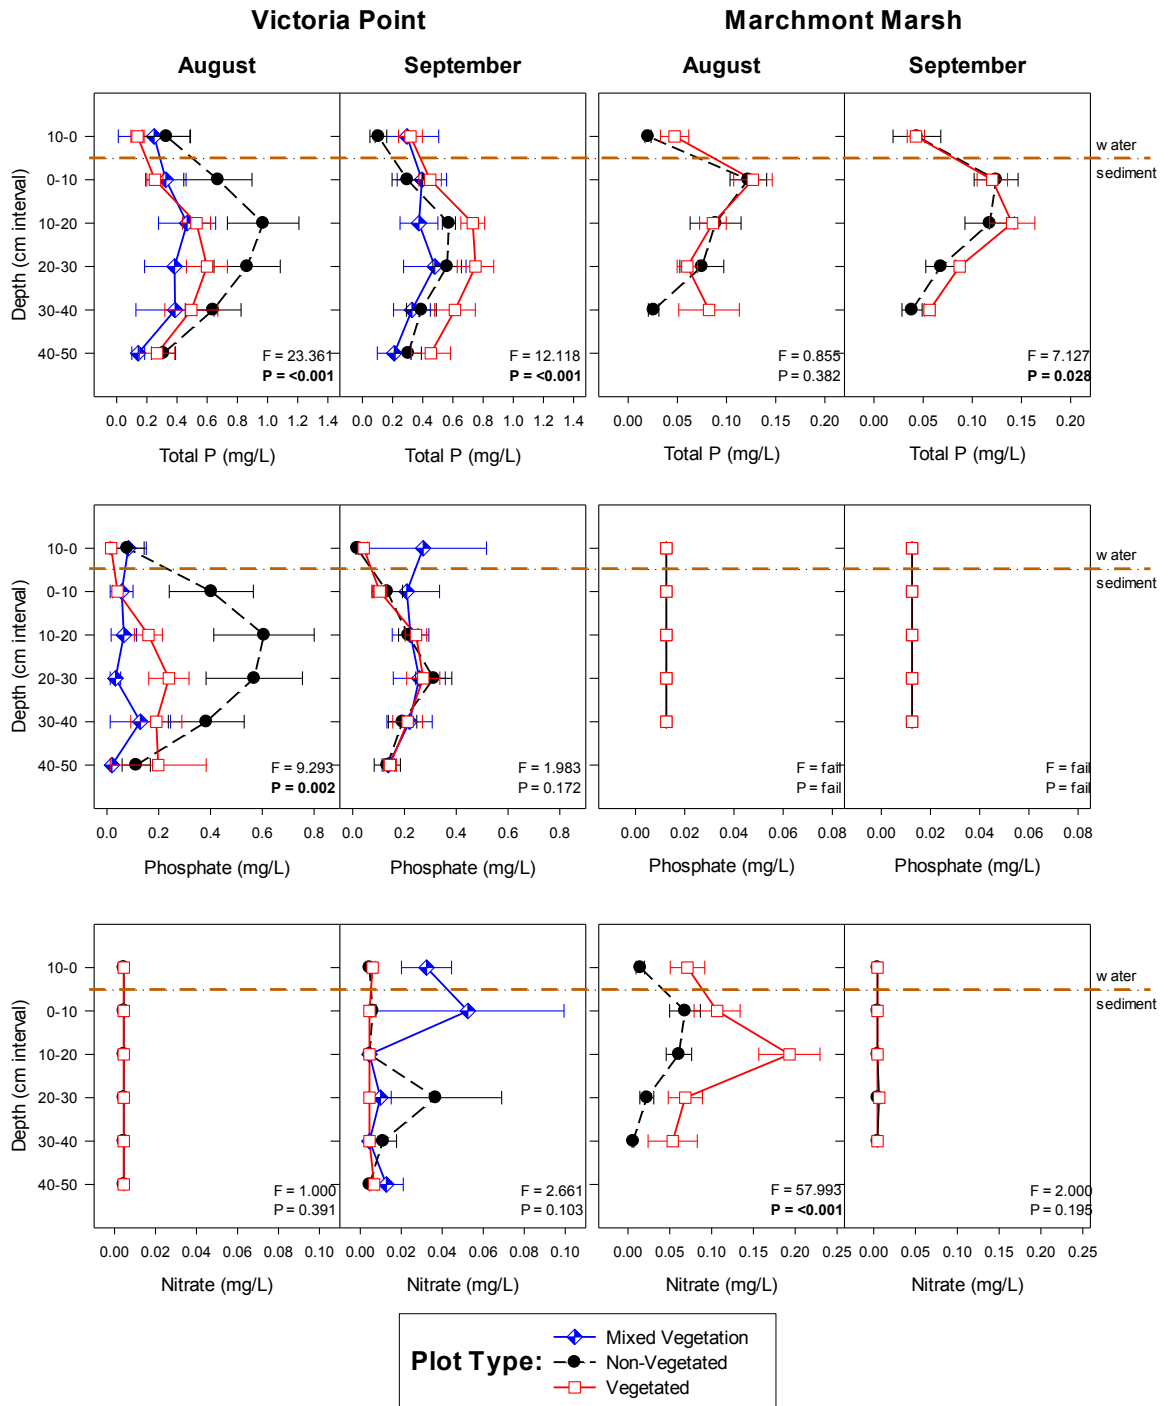 Victoria Point Marchmont Marsh
August September August September
10-0
0-10
10-20
20-30
30-40
40-50
Depth (cm interval)
water
sediment
F = 23.361
P = <0.001
F = 12.118
P = <0.001
F = 0.855
P = 0.382
F = 7.127
P = 0.028
0.0 0.2 0.4 0.6 0.8 1.0 1.2 1.4
0.0 0.2 0.4 0.6 0.8 1.0 1.2 1.4
0.00 0.05 0.10 0.15 0.20
0.00 0.05 0.10 0.15 0.20
Total P (mg/L) Total P (mg/L) Total P (mg/L) Total P (mg/L)
10-0
0-10
10-20
20-30
30-40
40-50
Depth (cm interval)
water
sediment
F = 9.293
P = 0.002
F = 1.983
P = 0.172
F = fail
P = fail
F = fail
P = fail
0.0 0.2 0.4 0.6 0.8
0.0 0.2 0.4 0.6 0.8
0.00 0.02 0.04 0.06 0.08
0.00 0.02 0.04 0.06 0.08
Phosphate (mg/L) Phosphate (mg/L) Phosphate (mg/L) Phosphate (mg/L)
10-0
0-10
10-20
20-30
30-40
40-50
Depth (cm interval)
water
sediment
F = 1.000
P = 0.391
F = 2.661
P = 0.103
F = 57.993
P = <0.001
F = 2.000
P = 0.195
0.00 0.02 0.04 0.06 0.08 0.10
0.00 0.02 0.04 0.06 0.08 0.10
0.00 0.05 0.10 0.15 0.20 0.25
0.00 0.05 0.10 0.15 0.20 0.25
Nitrate (mg/L) Nitrate (mg/L) Nitrate (mg/L) Nitrate (mg/L)
Plot Type:
Mixed Vegetation
Non-Vegetated
Vegetated